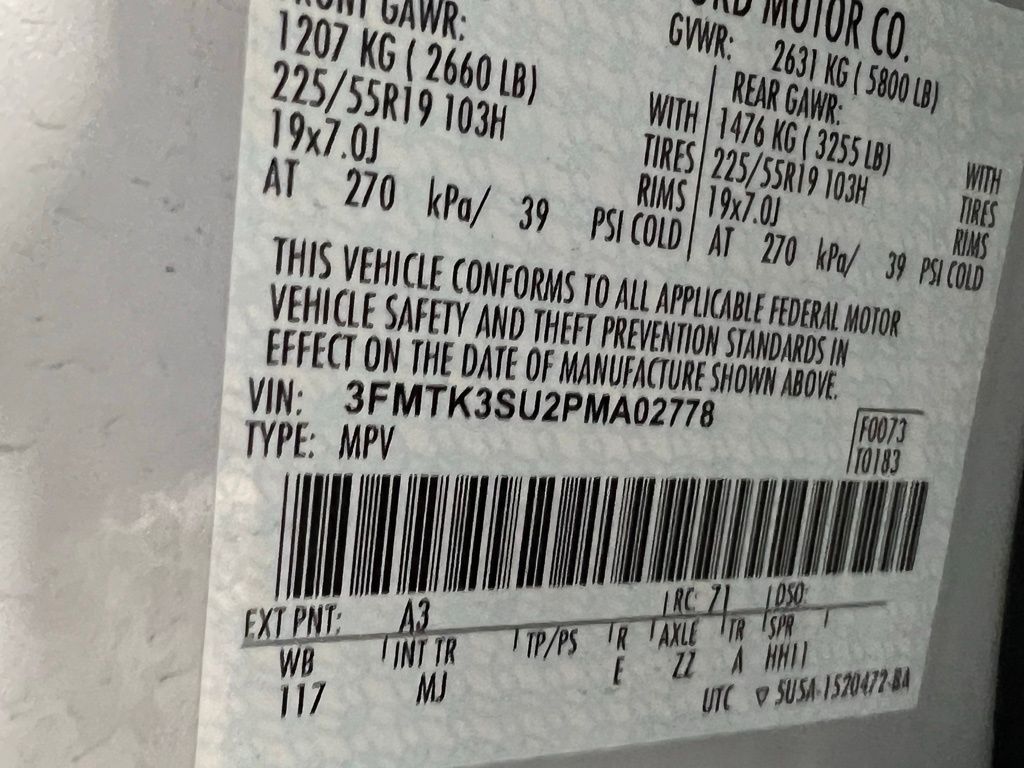 FRONT GAWR:
1207 KG ( 2660 LB)
225/55R19 103H
19x7.0J
AT 270 kPa/ 39 PSI COLD
WITH
TIRES
RIMS
FORD MOTOR CO.
GVWR: 2631 KG ( 5800 LB)
REAR GAWR:
1476 KG ( 3255 LB)
225/55R19 103H
19x7.0J
AT 270 kPa/ 39 PSI COLD
WITH
TIRES
RIMS
THIS VEHICLE CONFORMS TO ALL APPLICABLE FEDERAL MOTOR
VEHICLE SAFETY AND THEFT PREVENTION STANDARDS IN
EFFECT ON THE DATE OF MANUFACTURE SHOWN ABOVE.
VIN: 3FMTK3SU2PMA02778
TYPE: MPV
F0073
T0183
EXT PNT: A3 RC: 71 DSO:
WB INT TR TP/PS R AXLE TR SPR
117 MJ E ZZ A HHII
UTC ▽ 5U5A-1520472-BA